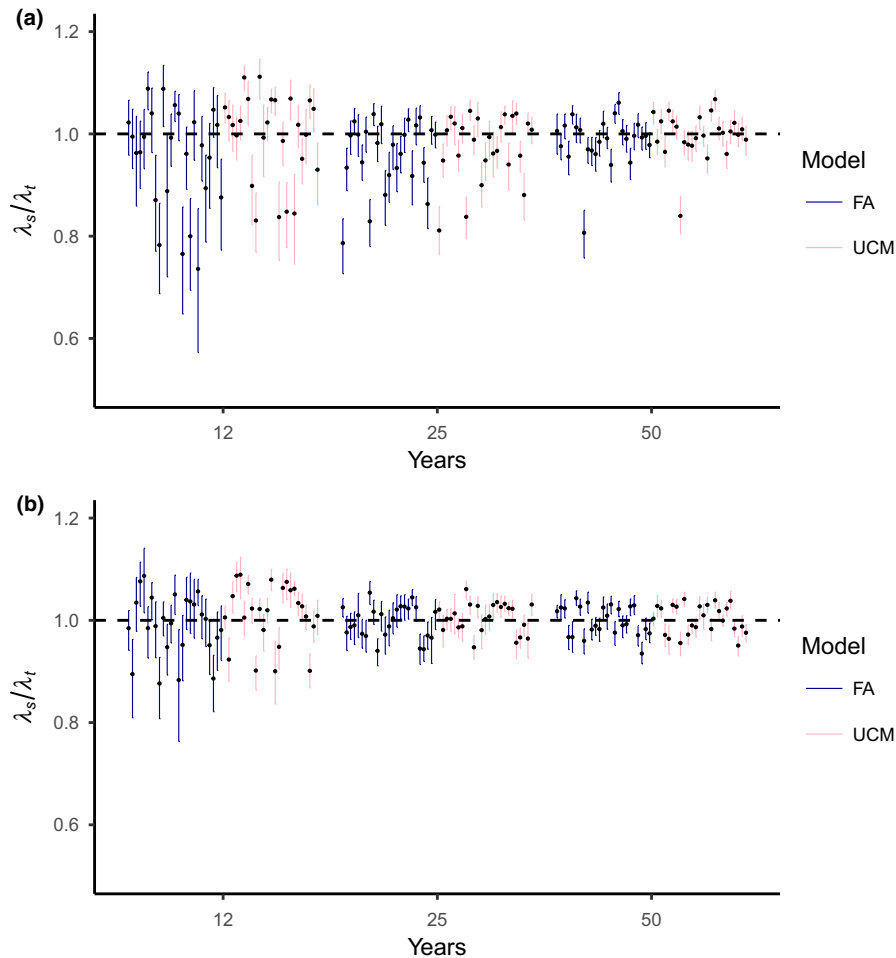 (a)
1.2
1.0
0.8
0.6
λs/λt
12 25 50
Years
Model
FA
UCM
(b)
1.2
1.0
0.8
0.6
λs/λt
12 25 50
Years
Model
FA
UCM